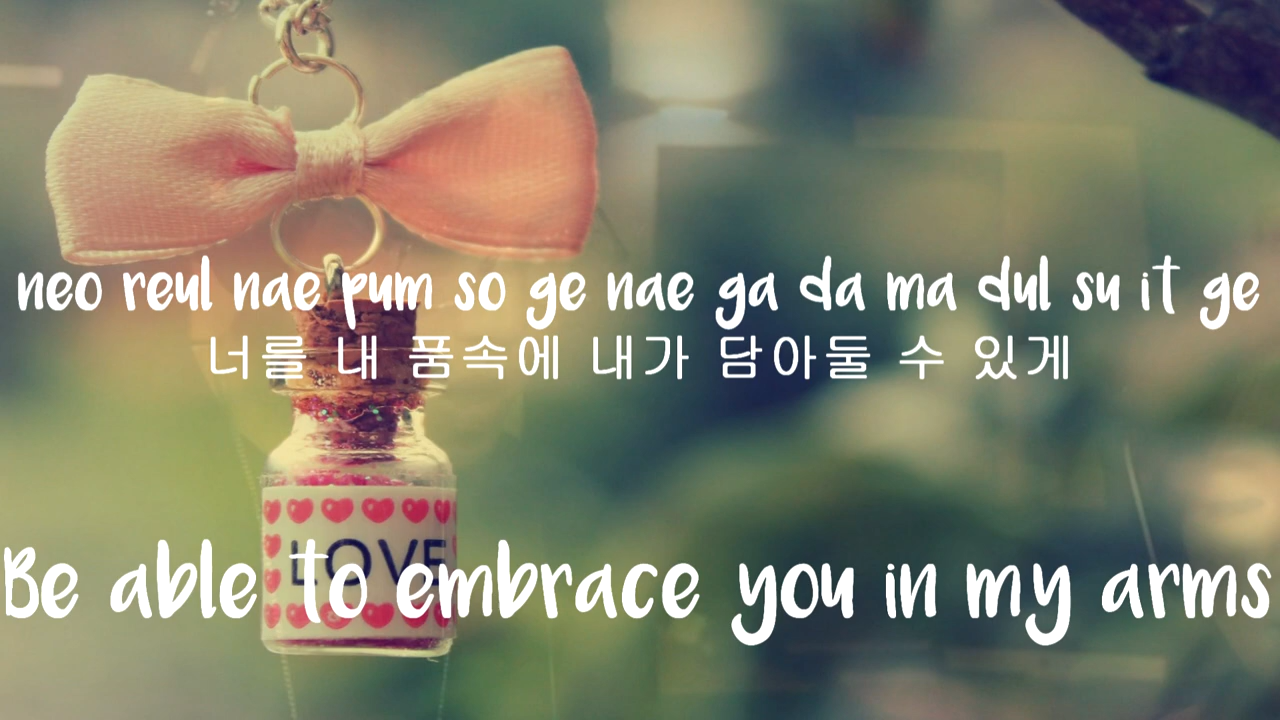 neo reul nae pum so ge nae ga da ma dul su it ge
너를 내 품속에 내가 담아둘 수 있게
LOVE
Be able to embrace you in my arms